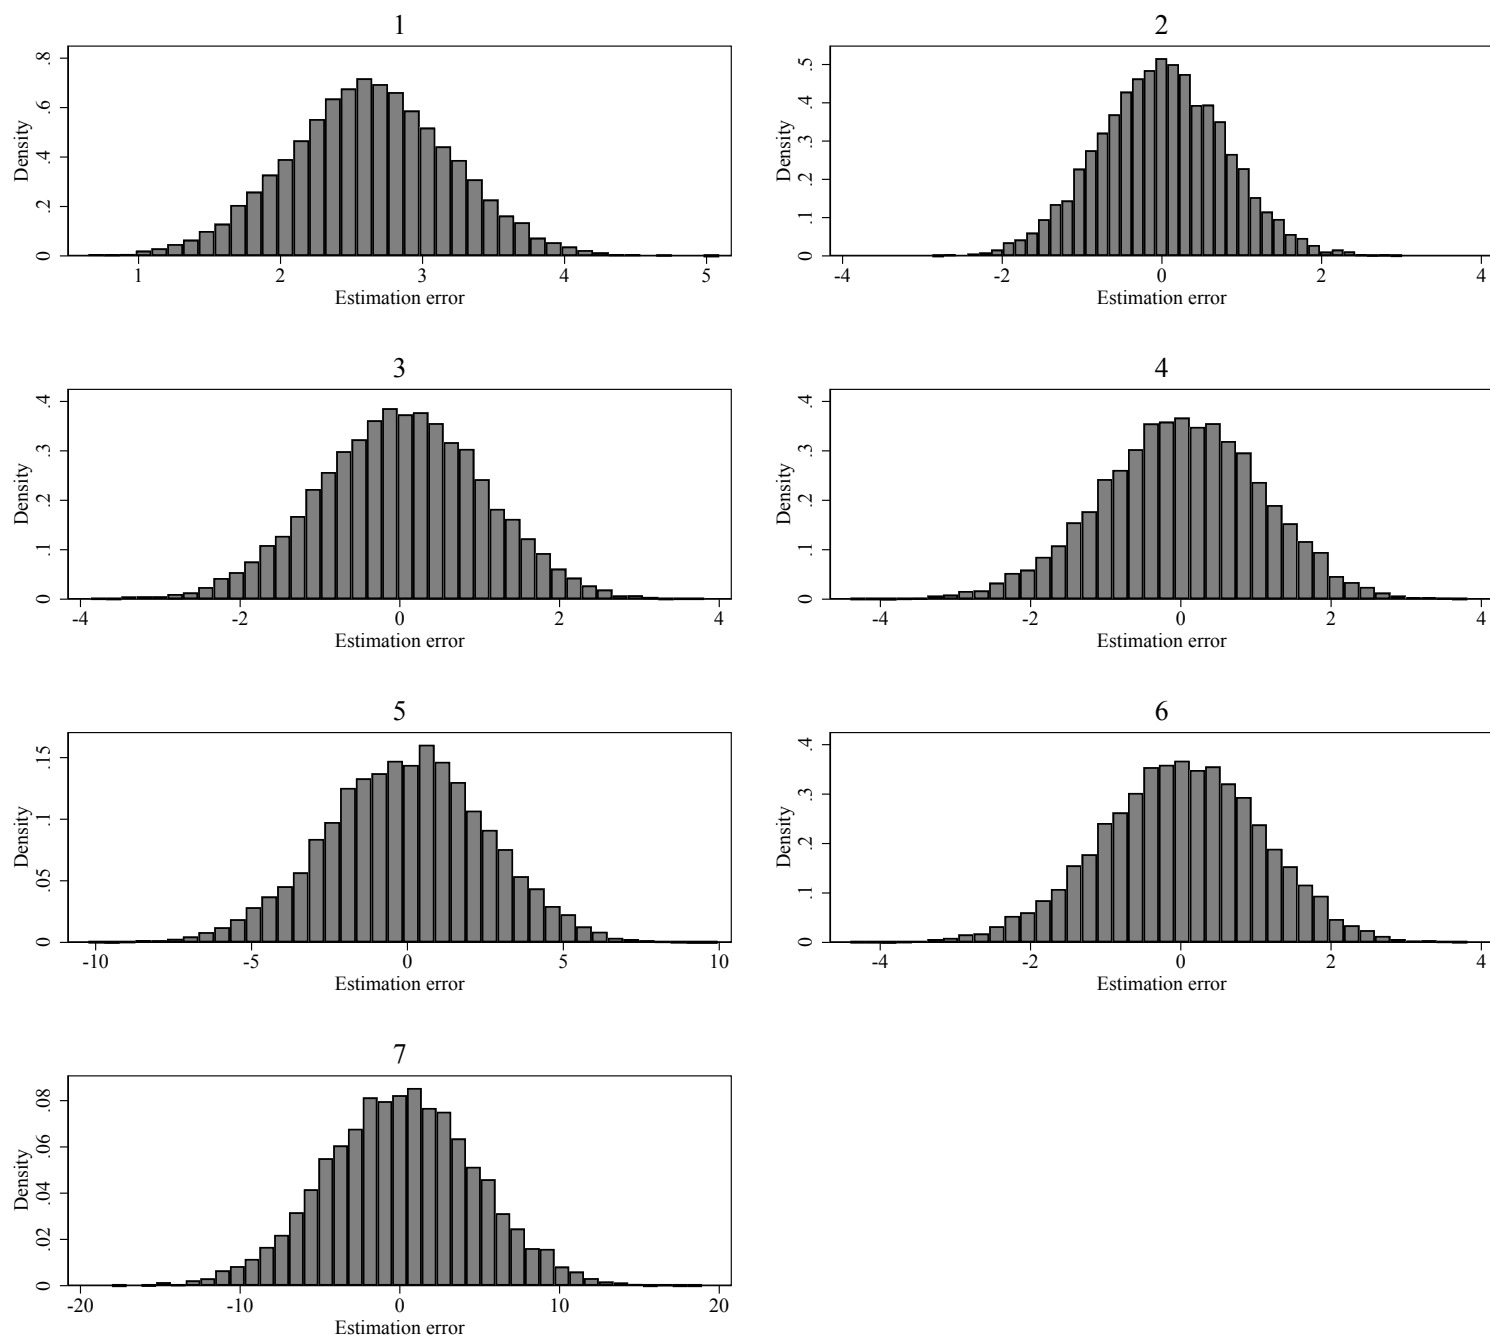 1
Density
0 .2 .4 .6 .8
1 2 3 4 5
Estimation error
2
Density
0 .1 .2 .3 .4 .5
-4 -2 0 2 4
Estimation error
3
Density
0 .1 .2 .3 .4
-4 -2 0 2 4
Estimation error
4
Density
0 .1 .2 .3 .4
-4 -2 0 2 4
Estimation error
5
Density
0 .05 .1 .15
-10 -5 0 5 10
Estimation error
6
Density
0 .1 .2 .3 .4
-4 -2 0 2 4
Estimation error
7
Density
0 .02 .04 .06 .08
-20 -10 0 10 20
Estimation error